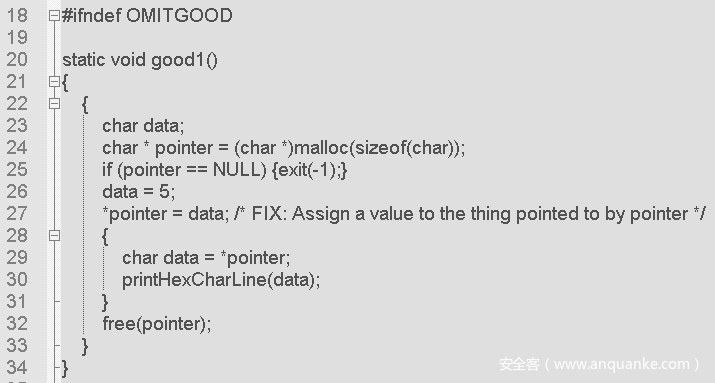 18 #ifndef OMITGOOD
19
20 static void good1()
21 {
22 {
23 char data;
24 char * pointer = (char *)malloc(sizeof(char));
25 if (pointer == NULL) {exit(-1);}
26 data = 5;
27 *pointer = data; /* FIX: Assign a value to the thing pointed to by pointer */
28 {
29 char data = *pointer;
30 printHexCharLine(data);
31 }
32 free(pointer);
33 }
34 }
安全客（www.anquanke.com）